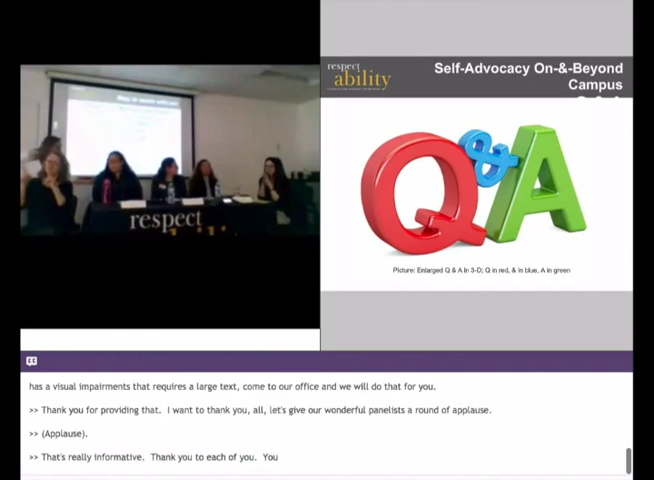 respect
respect
ability
Self-Advocacy On-&-Beyond
Campus
Q&A
Picture: Enlarged Q & A In 3-D; Q in red, & in blue, A in green
CC
has a visual impairments that requires a large text, come to our office and we will do that for you.
>> Thank you for providing that. I want to thank you, all, let's give our wonderful panelists a round of applause.
>> (Applause).
>> That's really informative. Thank you to each of you. You